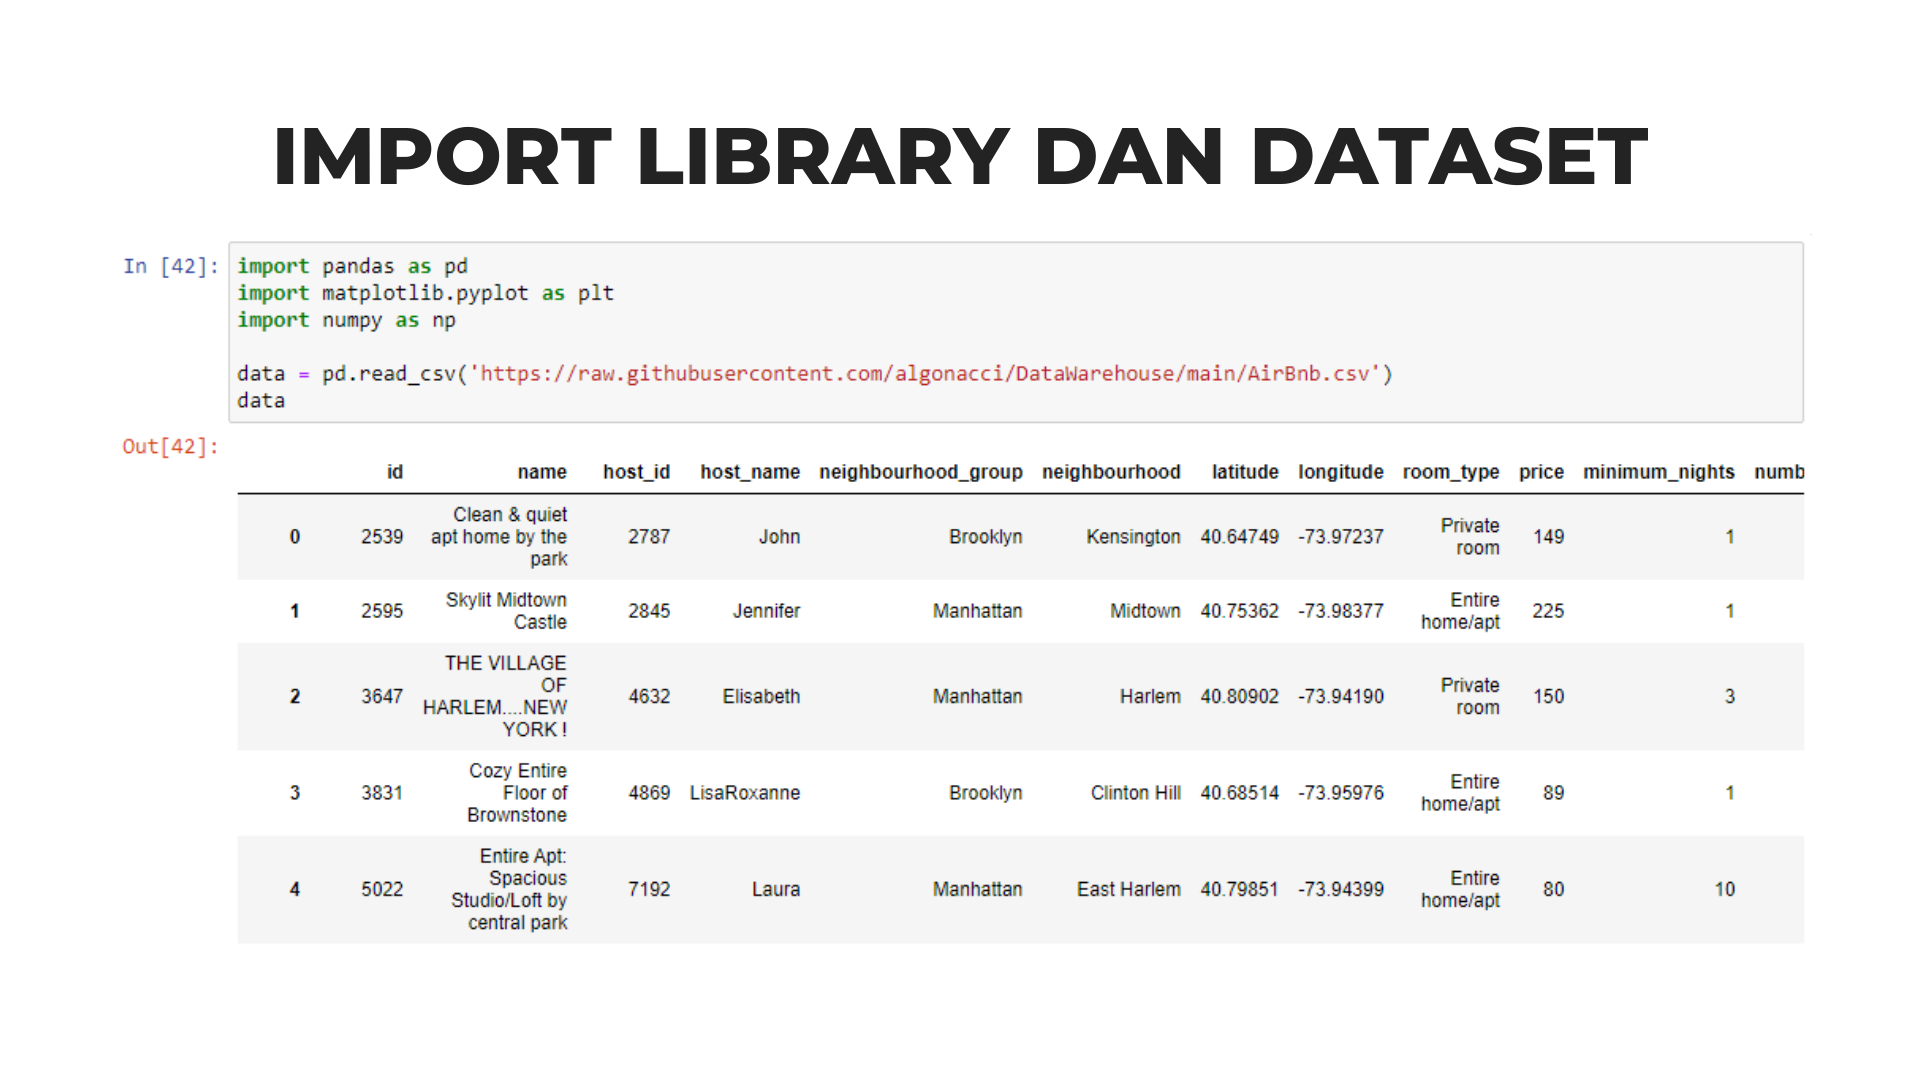 IMPORT LIBRARY DAN DATASET
In [42]:
import pandas as pd
import matplotlib.pyplot as plt
import numpy as np
data = pd.read_csv('https://raw.githubusercontent.com/algonacci/DataWarehouse/main/AirBnb.csv')
data
Out[42]:
id name host_id host_name neighbourhood_group neighbourhood latitude longitude room_type price minimum_nights numb
0 2539 Clean & quiet apt home by the park 2787 John Brooklyn Kensington 40.64749 -73.97237 Private room 149 1
1 2595 Skylit Midtown Castle 2845 Jennifer Manhattan Midtown 40.75362 -73.98377 Entire home/apt 225 1
2 3647 THE VILLAGE OF HARLEM....NEW YORK ! 4632 Elisabeth Manhattan Harlem 40.80902 -73.94190 Private room 150 3
3 3831 Cozy Entire Floor of Brownstone 4869 LisaRoxanne Brooklyn Clinton Hill 40.68514 -73.95976 Entire home/apt 89 1
4 5022 Entire Apt: Spacious Studio/Loft by central park 7192 Laura Manhattan East Harlem 40.79851 -73.94399 Entire home/apt 80 10